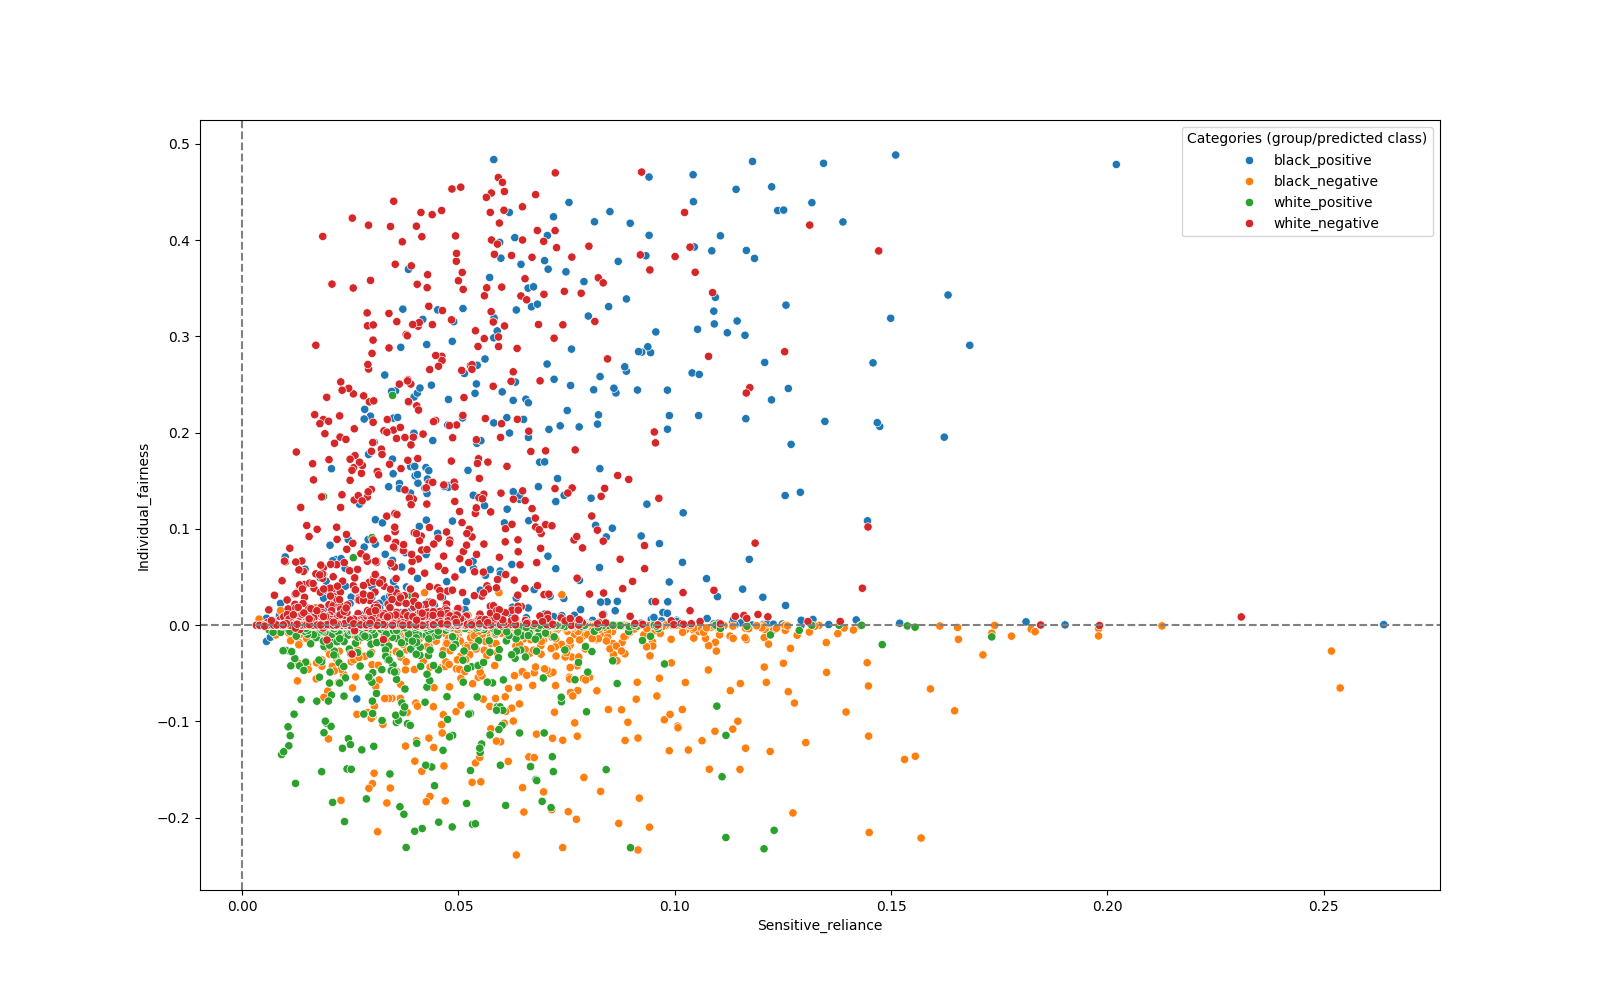 Categories (group/predicted class)
black_positive
black_negative
white_positive
white_negative
0.5
0.4
0.3
0.2
0.1
0.0
−0.1
−0.2
Individual_fairness
0.00 0.05 0.10 0.15 0.20 0.25
Sensitive_reliance